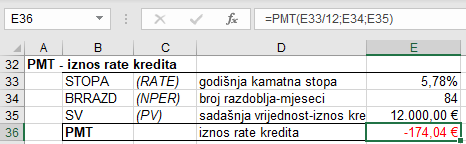 E36 fx =PMT(E33/12;E34;E35)
A B C D E
32 PMT - iznos rate kredita
33 STOPA (RATE) godišnja kamatna stopa 5,78%
34 BRRAZD (NPER) broj razdoblja-mjeseci 84
35 SV (PV) sadašnja vrijednost-iznos kre 12.000,00 €
36 PMT iznos rate kredita -174,04 €